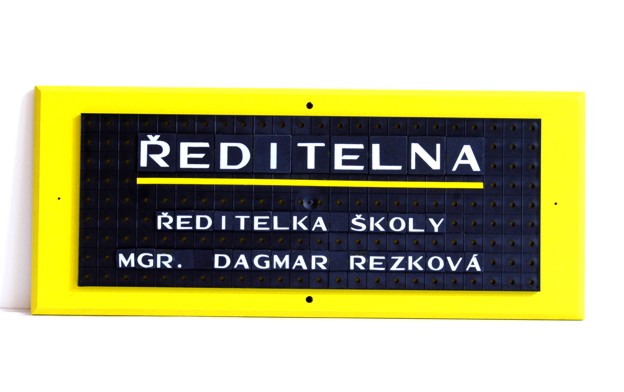 ŘEDITELNA
ŘEDITELKA ŠKOLY
MGR. DAGMAR REZKOVÁ